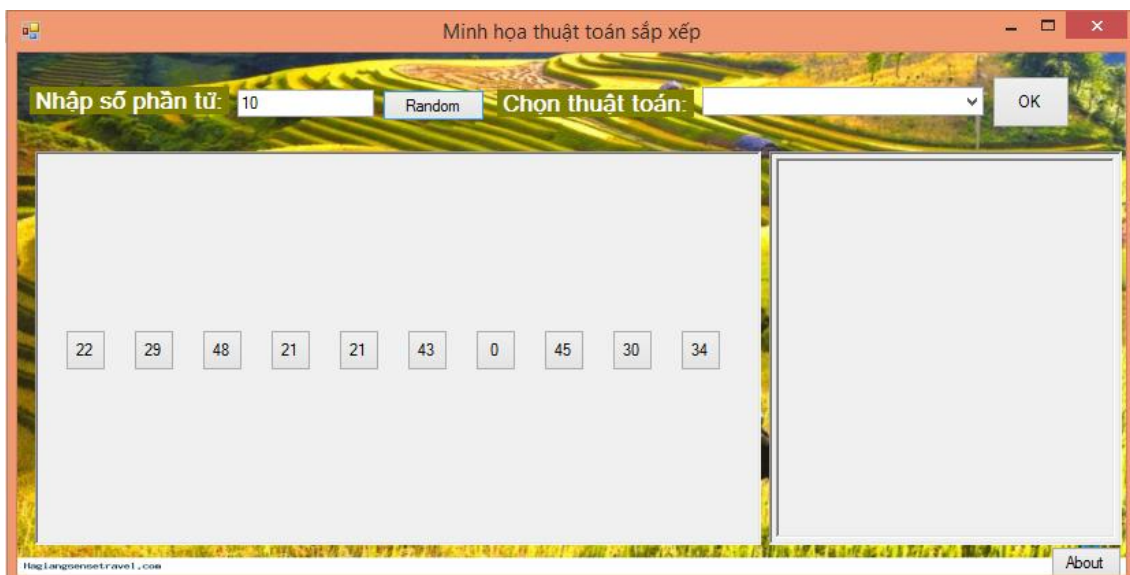 Minh họa thuật toán sắp xếp
Nhập số phần tử: 10 Random Chọn thuật toán: OK
22 29 48 21 21 43 0 45 30 34
Hagiangsensetravel.com
About